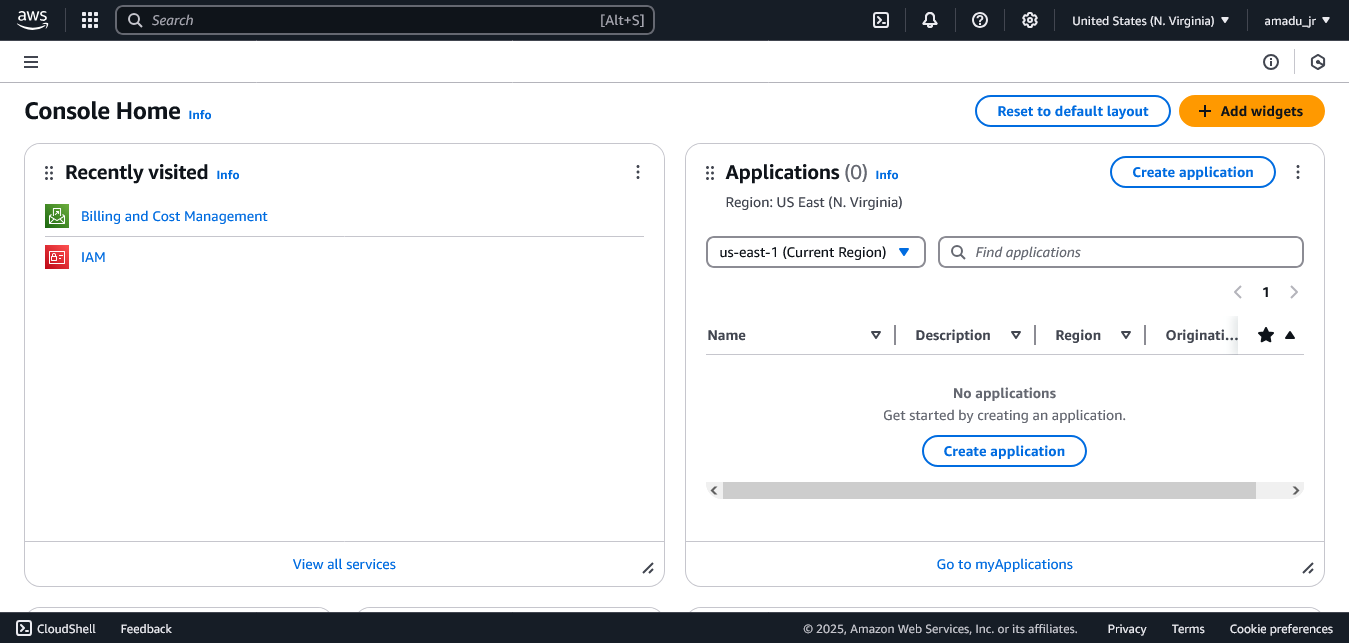 aws
Search [Alt+S]
United States (N. Virginia)
amadu_jr
Console Home Info
Reset to default layout
Add widgets
Recently visited Info
Billing and Cost Management
IAM
View all services
Applications (0) Info
Create application
Region: US East (N. Virginia)
us-east-1 (Current Region)
Find applications
1
Name Description Region Originati...
No applications
Get started by creating an application.
Create application
Go to myApplications
CloudShell Feedback
© 2025, Amazon Web Services, Inc. or its affiliates. Privacy Terms Cookie preferences